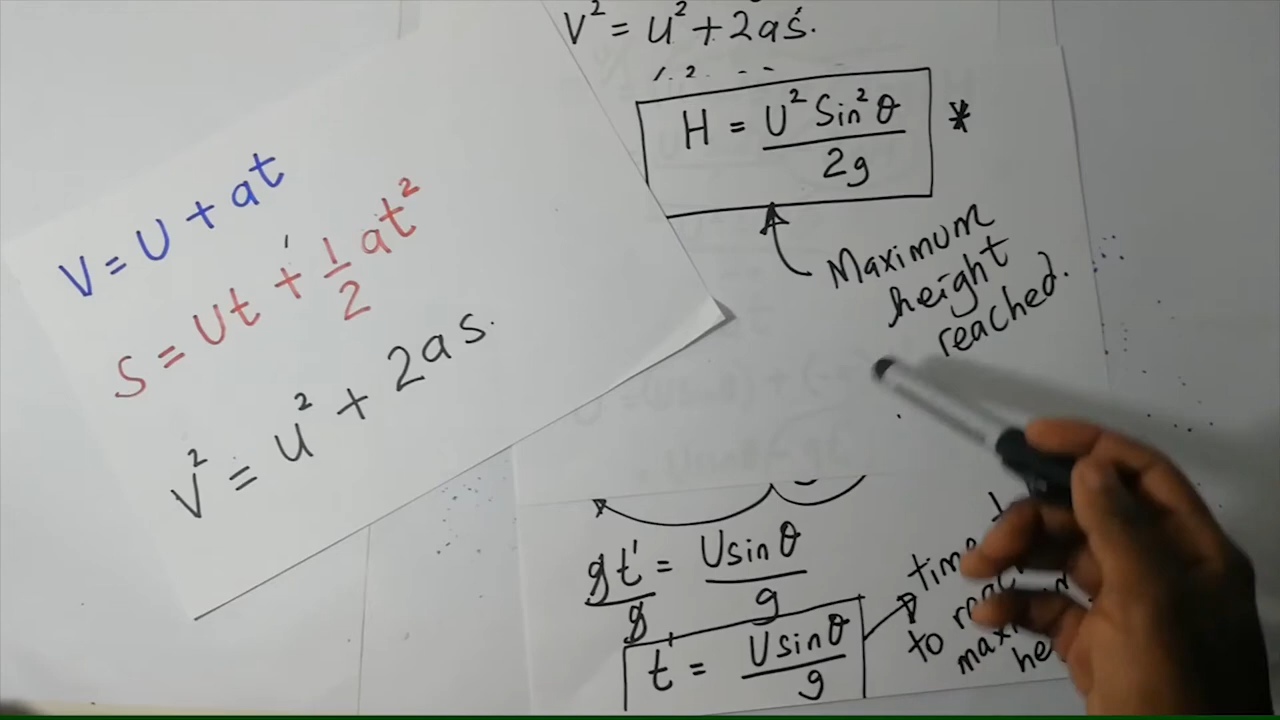 V = U + at
S = Ut + 1/2 at²
V² = u² + 2as.
V² = u² + 2as.
H = U² Sin²θ / 2g *
Maximum
height
reached.
gt' / g = Usinθ / g
t' = Usinθ / g
time
to